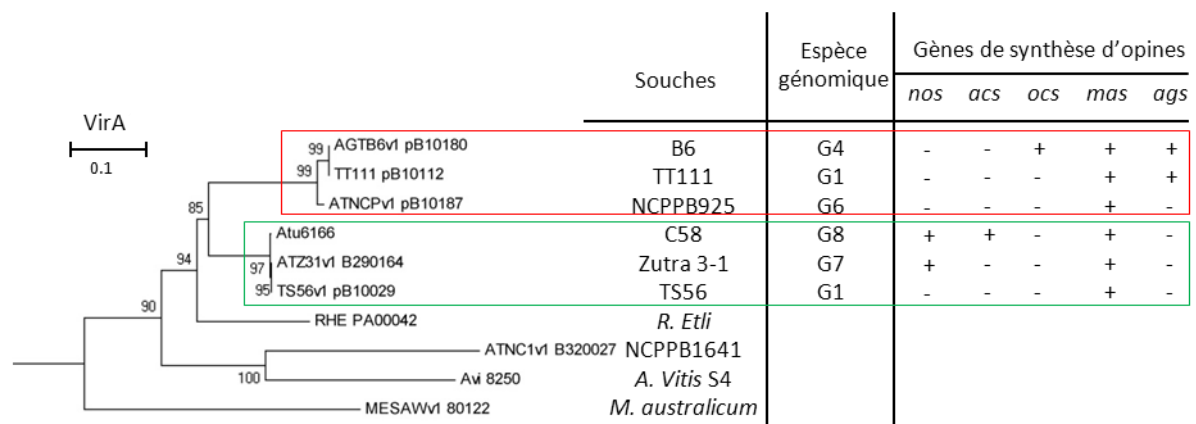 Souches
Espèce génomique
Gènes de synthèse d’opines
nos acs ocs mas ags
VirA
0.1
99 AGTB6v1 pB10180 B6 G4 - - + + +
99 TT111 pB10112 TT111 G1 - - - + +
ATNCPv1 pB10187 NCPPB925 G6 - - - + -
85
Atu6166 C58 G8 + + - + -
94 97 ATZ31v1 B290164 Zutra 3-1 G7 + - - + -
95 TS56v1 pB10029 TS56 G1 - - - + -
90
RHE PA00042 R. Etli
ATNC1v1 B320027 NCPPB1641
100 Avi 8250 A. Vitis S4
MESAWv1 80122 M. australicum